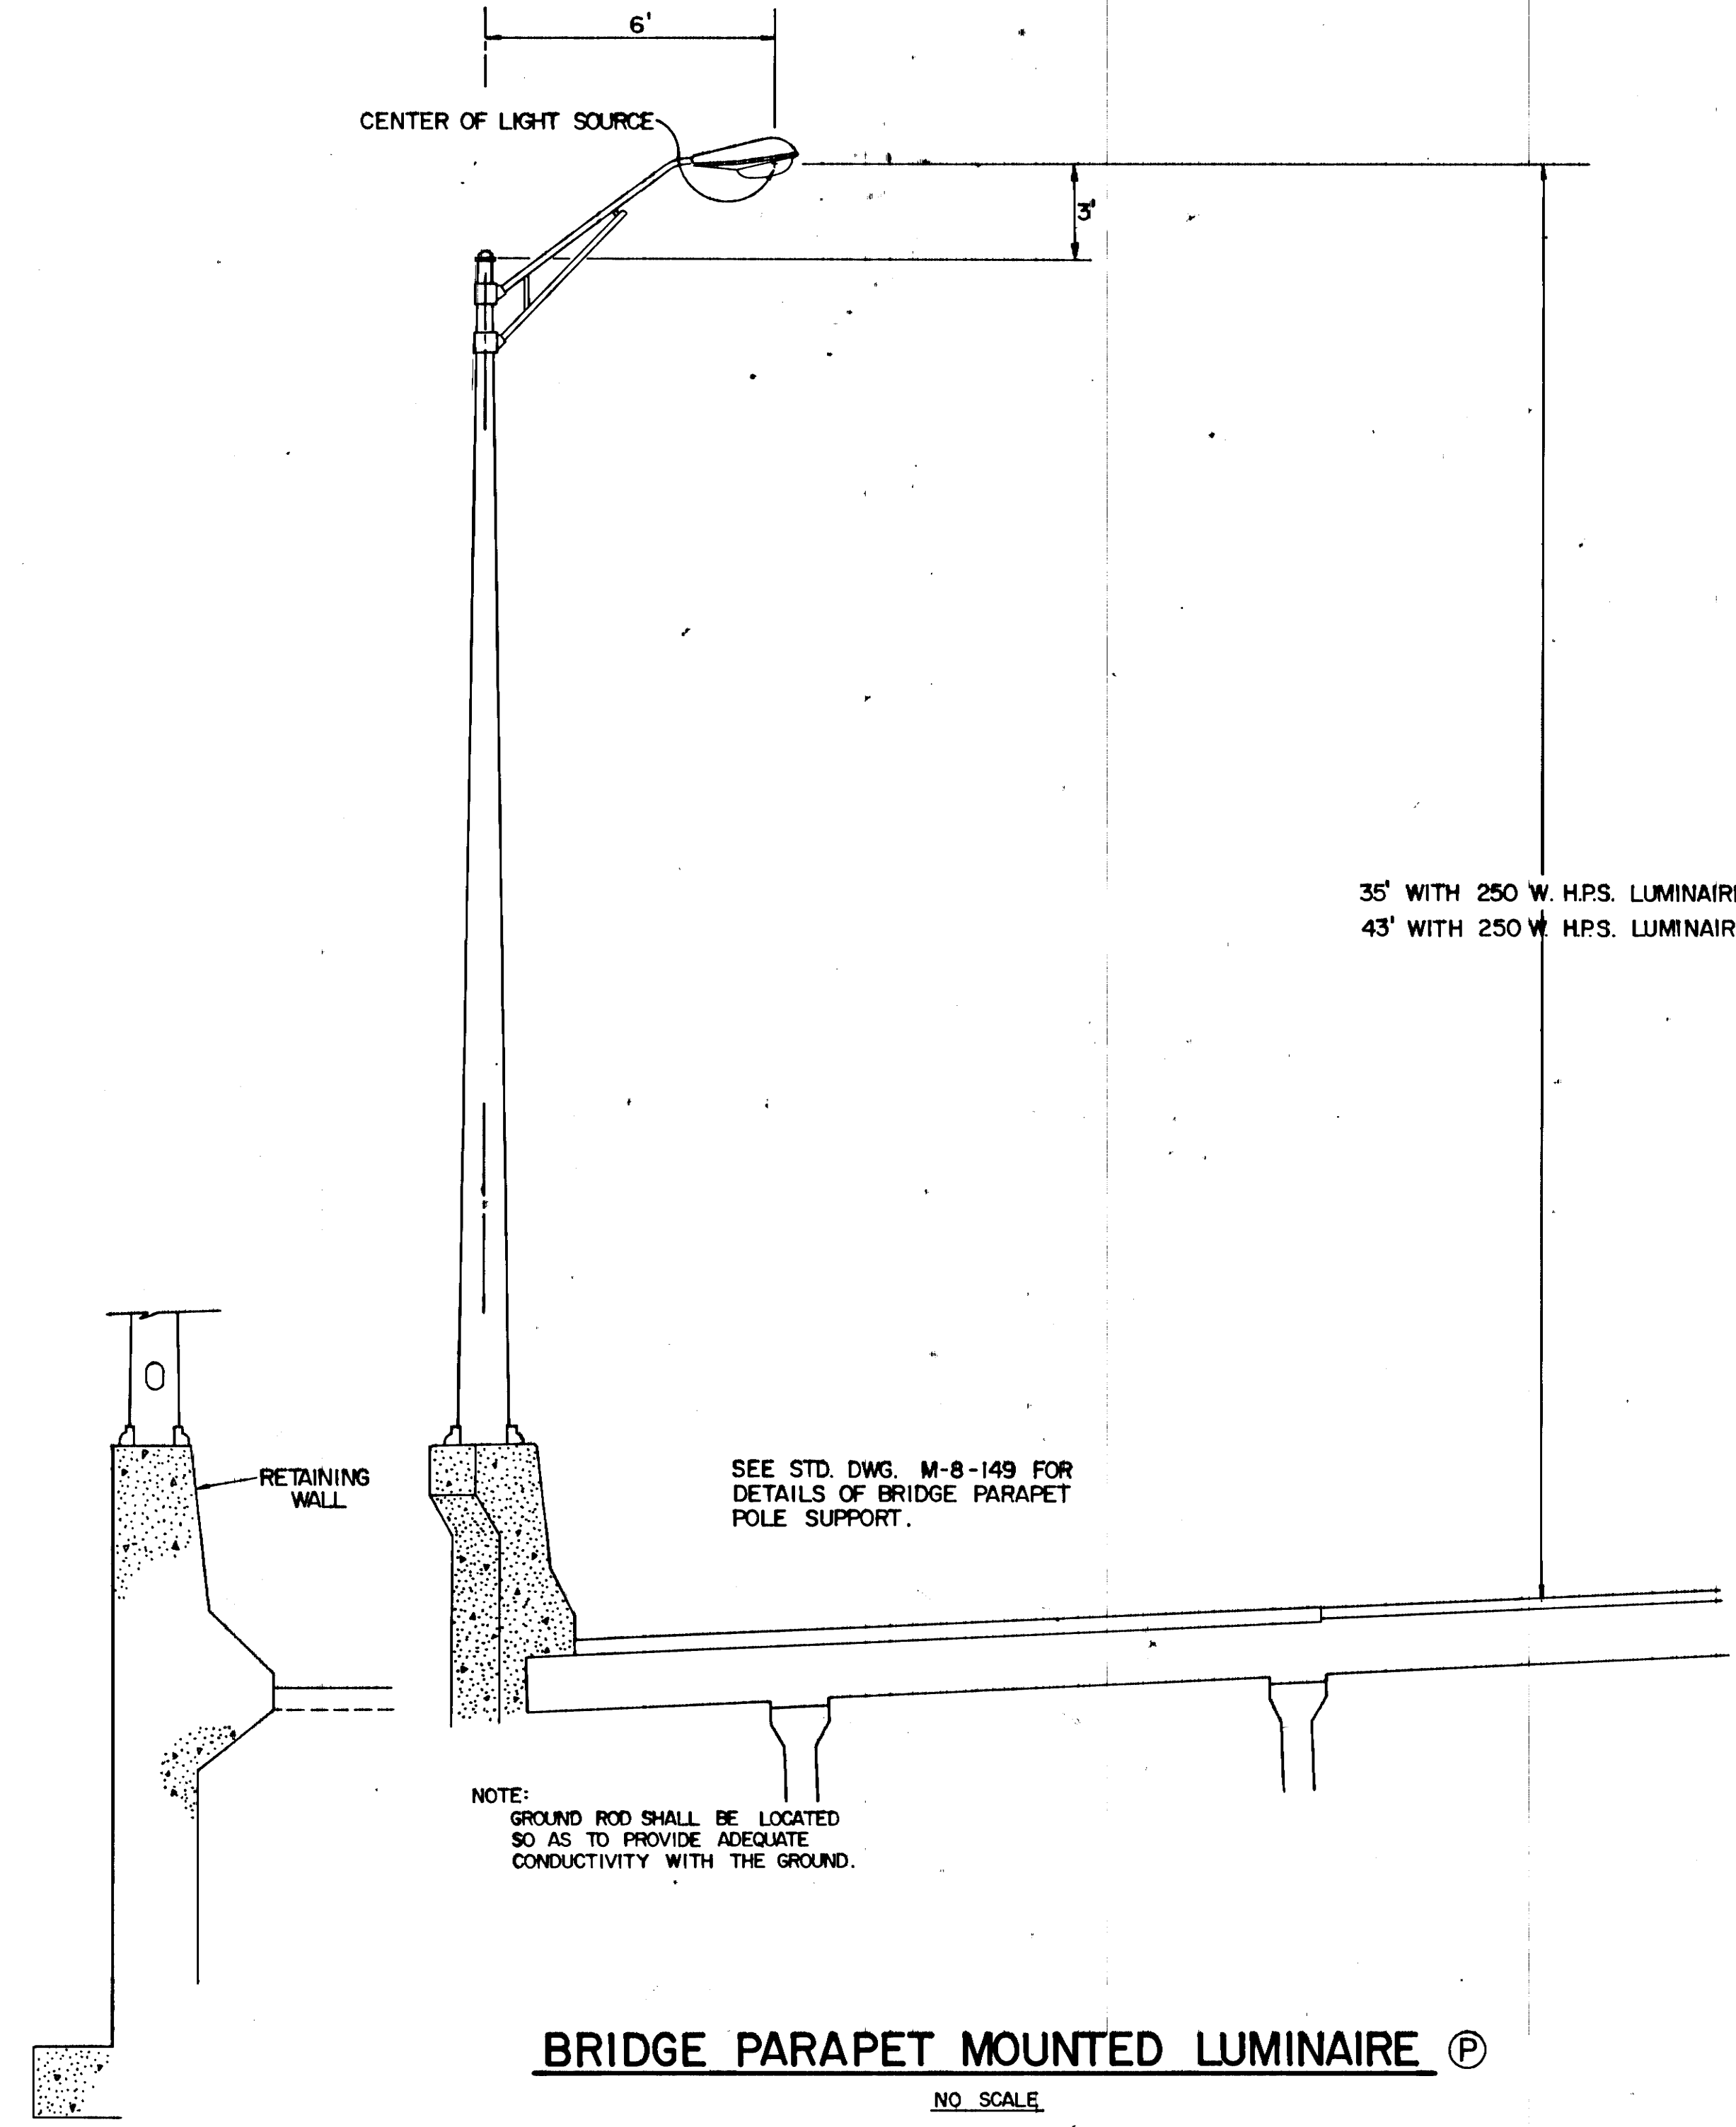 6'
CENTER OF LIGHT SOURCE
3'
35' WITH 250 W. H.P.S.
43' WITH 250 W. H.P.S.
RETAINING
WALL
SEE STD. DWG. M-8-149 FOR
DETAILS OF BRIDGE PARAPET
POLE SUPPORT.
NOTE:
GROUND ROD SHALL BE LOCATED
SO AS TO PROVIDE ADEQUATE
CONDUCTIVITY WITH THE GROUND.
BRIDGE PARAPET MOUNTED LUMINAIRE P
NO SCALE